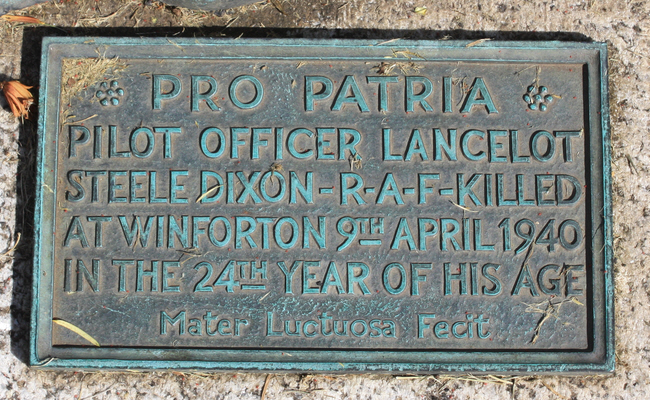 PRO PATRIA
PILOT OFFICER LANCELOT
STEELE DIXON-R-A-F-KILLED
AT WINFORTON 9TH APRIL 1940
IN THE 24TH YEAR OF HIS AGE
Mater Luctuosa Fecit